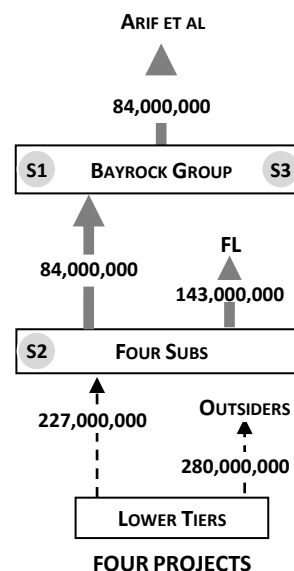 ARIF ET AL
84,000,000
S1 BAYROCK GROUP S3
FL
84,000,000
143,000,000
S2 FOUR SUBS
OUTSIDERS
227,000,000
280,000,000
LOWER TIERS
FOUR PROJECTS